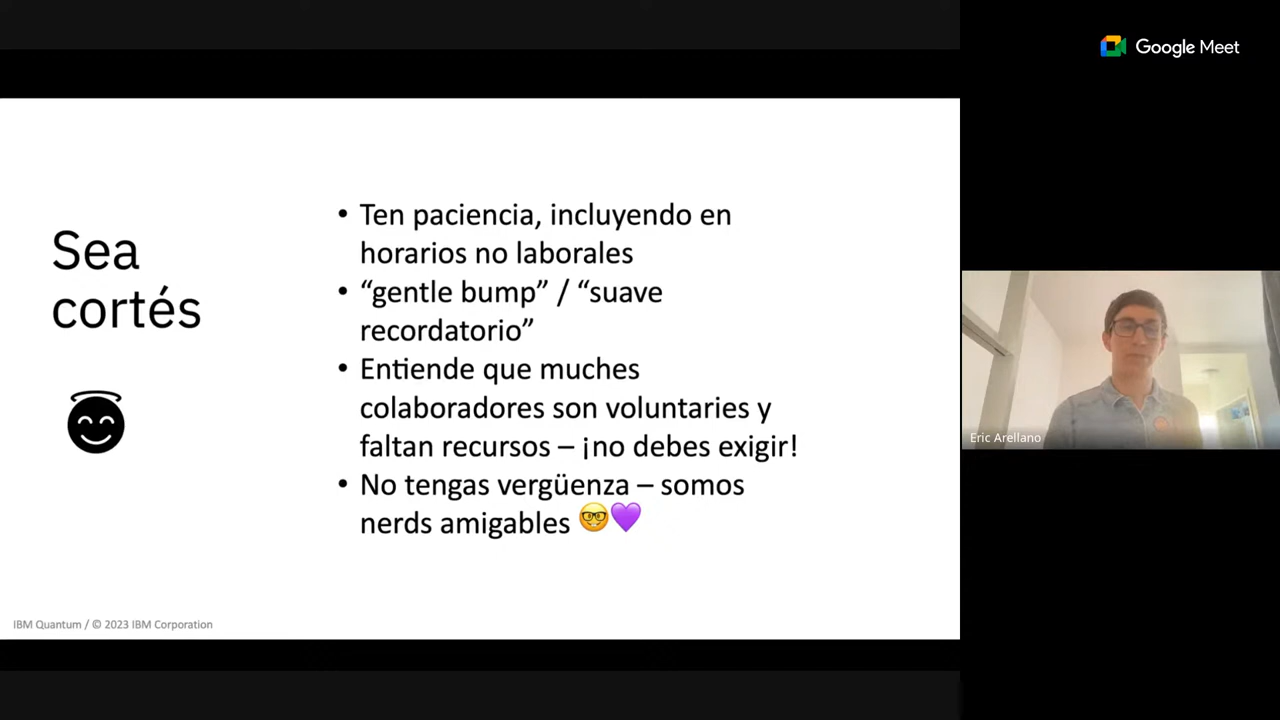 Google Meet
Sea
cortés
• Ten paciencia, incluyendo en
horarios no laborales
• “gentle bump” / “suave
recordatorio”
• Entiende que muches
colaboradores son voluntaries y
faltan recursos – ¡no debes exigir!
• No tengas vergüenza – somos
nerds amigables 🤓💜
IBM Quantum / © 2023 IBM Corporation
Eric Arellano